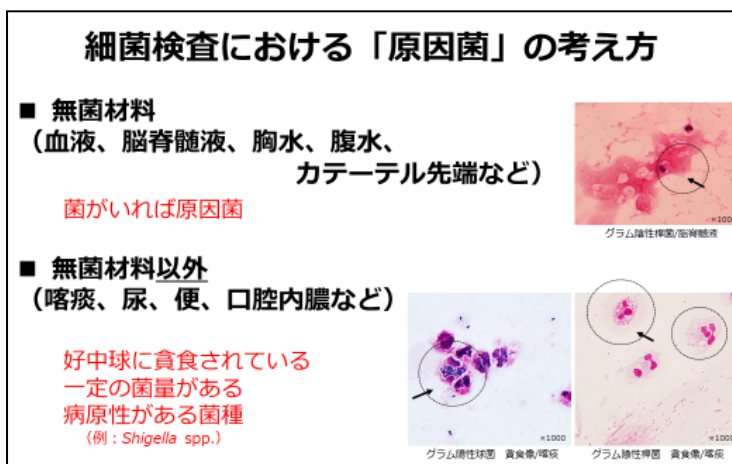 細菌検査における「原因菌」の考え方
■ 無菌材料
（血液、脳脊髄液、胸水、腹水、
カテーテル先端など）
菌がいれば原因菌
×1000
グラム陰性桿菌/脳脊髄液
■ 無菌材料以外
（喀痰、尿、便、口腔内膿など）
好中球に貪食されている
一定の菌量がある
病原性がある菌種
（例：Shigella spp.）
×1000
×1000
グラム陽性球菌 貪食像/喀痰
グラム陰性桿菌 貪食像/喀痰